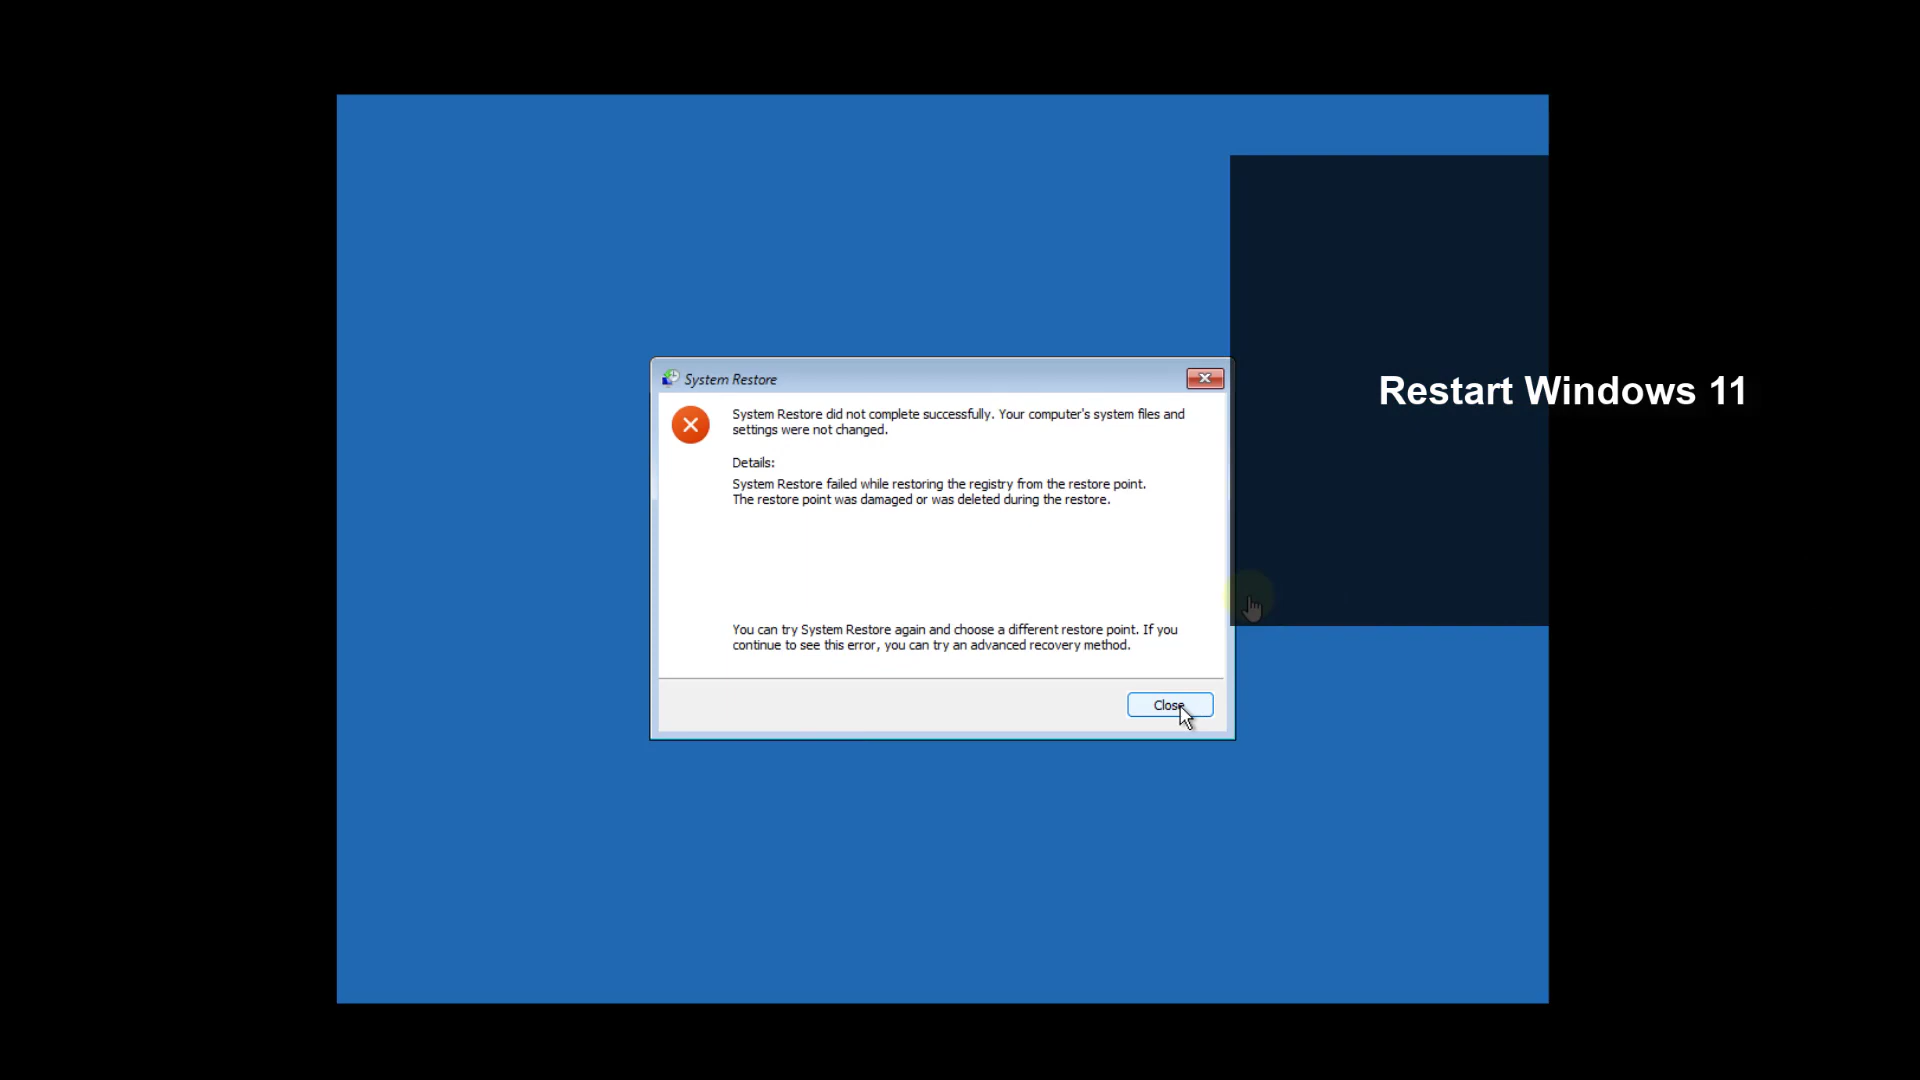 System Restore
System Restore did not complete successfully. Your computer's system files and
settings were not changed.
Details:
System Restore failed while restoring the registry from the restore point.
The restore point was damaged or was deleted during the restore.
You can try System Restore again and choose a different restore point. If you
continue to see this error, you can try an advanced recovery method.
Close
Restart Windows 11